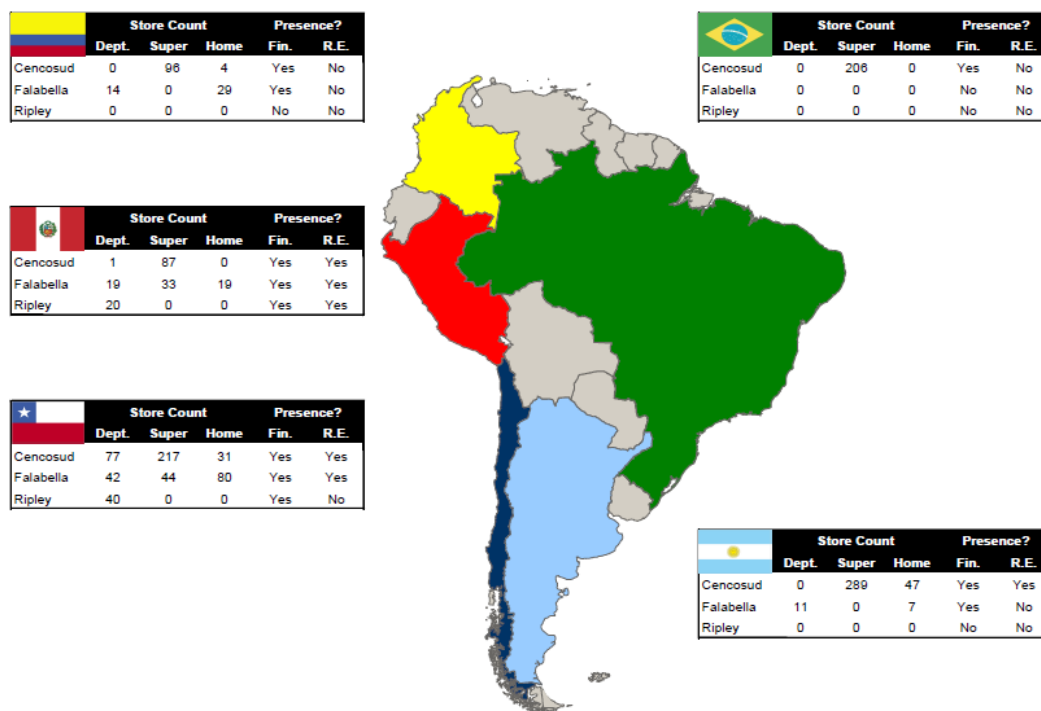 Store Count Presence?
Dept. Super Home Fin. R.E.
Cencosud 0 96 4 Yes No
Falabella 14 0 29 Yes No
Ripley 0 0 0 No No
Store Count Presence?
Dept. Super Home Fin. R.E.
Cencosud 0 206 0 Yes No
Falabella 0 0 0 No No
Ripley 0 0 0 No No
Store Count Presence?
Dept. Super Home Fin. R.E.
Cencosud 1 87 0 Yes Yes
Falabella 19 33 19 Yes Yes
Ripley 20 0 0 Yes Yes
Store Count Presence?
Dept. Super Home Fin. R.E.
Cencosud 77 217 31 Yes Yes
Falabella 42 44 80 Yes Yes
Ripley 40 0 0 Yes No
Store Count Presence?
Dept. Super Home Fin. R.E.
Cencosud 0 289 47 Yes Yes
Falabella 11 0 7 Yes No
Ripley 0 0 0 No No